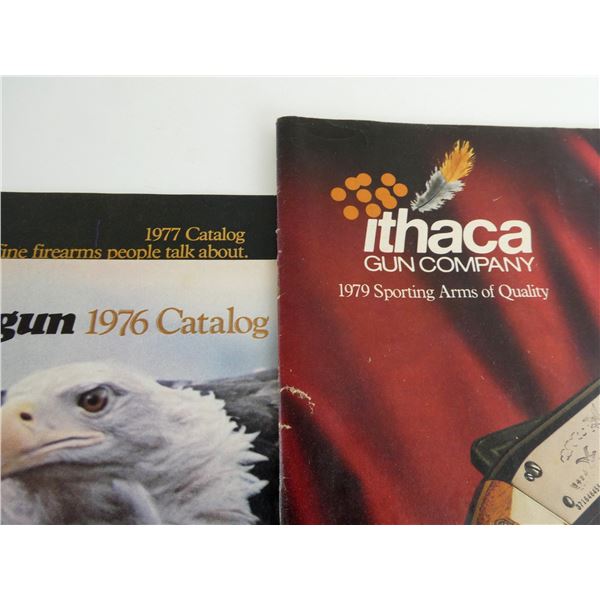 1977 Catalog
fine firearms people talk about.
gun 1976 Catalog
ithaca
GUN COMPANY
1979 Sporting Arms of Quality